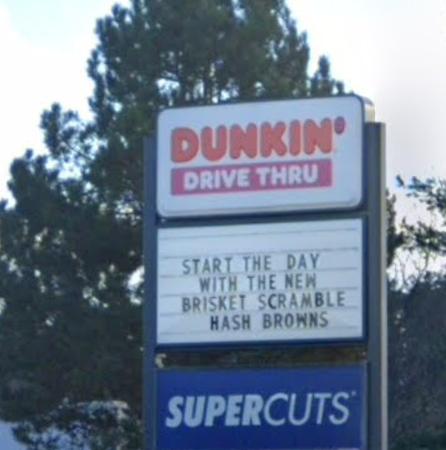 DUNKIN'
DRIVE THRU
START THE DAY
WITH THE NEW
BRISKET SCRAMBLE
HASH BROWNS
SUPERCUTS